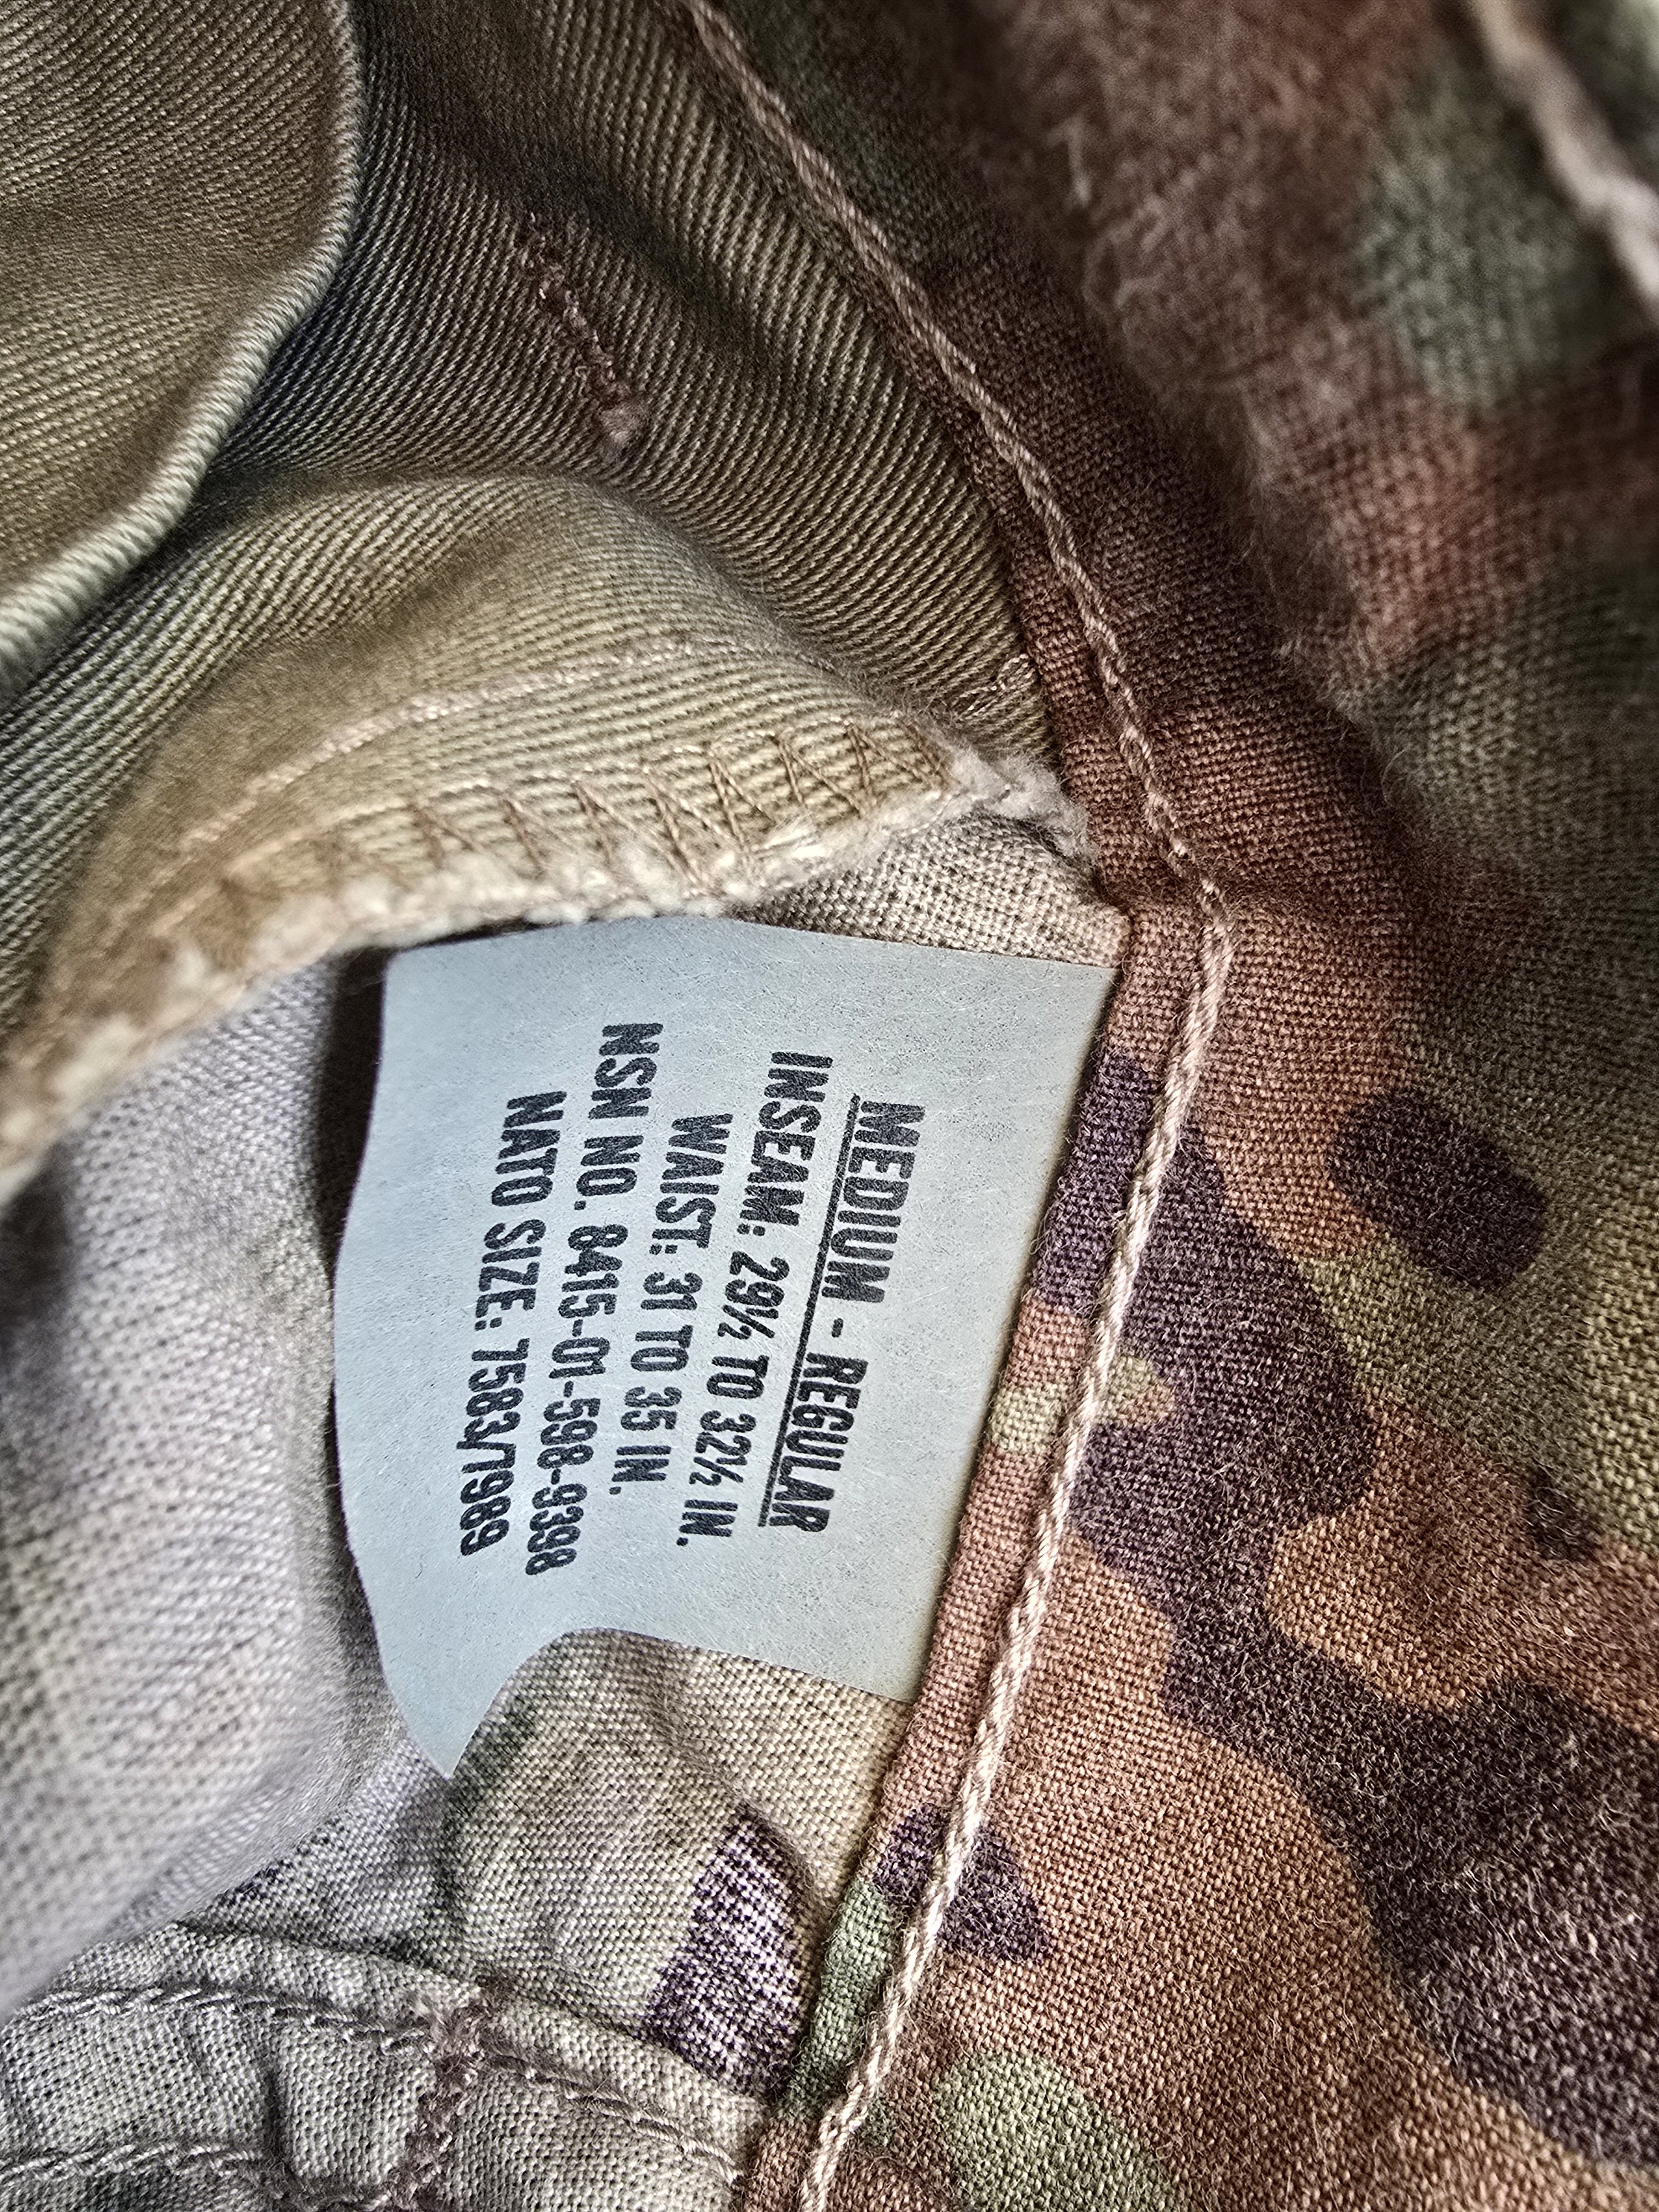 MEDIUM - REGULAR
INSEAM: 29½ TO 32½ IN.
WAIST: 31 TO 35 IN.
NSN NO. 8415-01-598-9398
NATO SIZE: 7583/7989